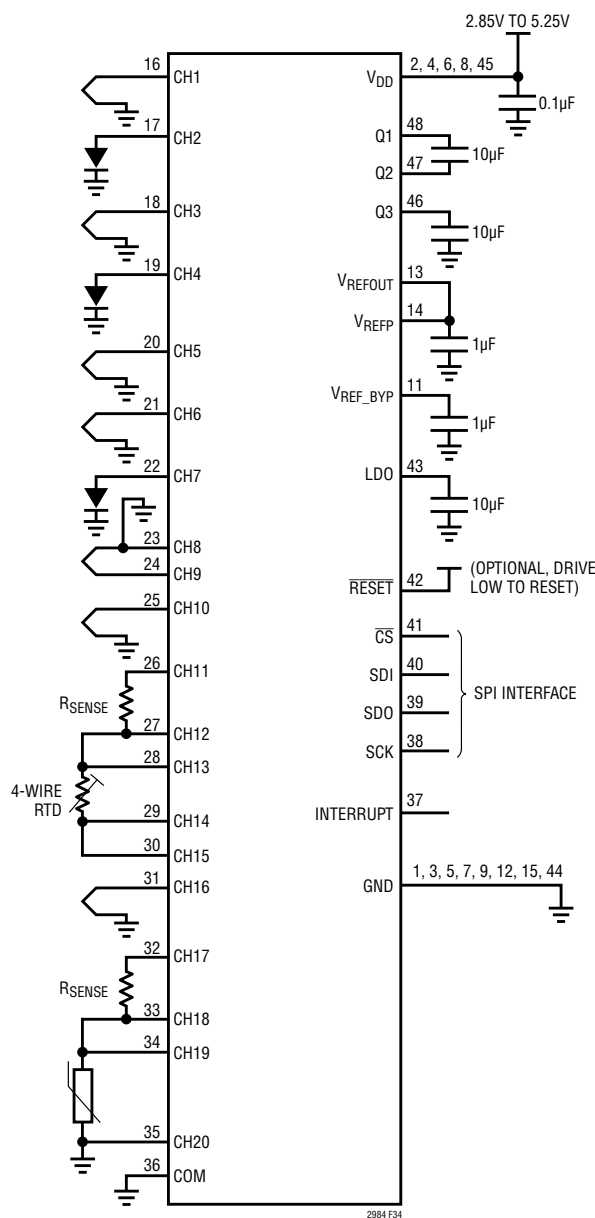 2.85V TO 5.25V
16 CH1
17 CH2
18 CH3
19 CH4
20 CH5
21 CH6
22 CH7
23 CH8
24 CH9
25 CH10
26 CH11
RSENSE
27 CH12
28 CH13
4-WIRE
RTD
29 CH14
30 CH15
31 CH16
32 CH17
RSENSE
33 CH18
34 CH19
35 CH20
36 COM
VDD 2, 4, 6, 8, 45
0.1µF
Q1 48
10µF
Q2 47
Q3 46
10µF
VREFOUT 13
VREFP 14
1µF
VREF_BYP 11
1µF
LDO 43
10µF
RESET 42
(OPTIONAL, DRIVE
LOW TO RESET)
CS 41
SDI 40
SPI INTERFACE
SDO 39
SCK 38
INTERRUPT 37
GND 1, 3, 5, 7, 9, 12, 15, 44
2984 F34